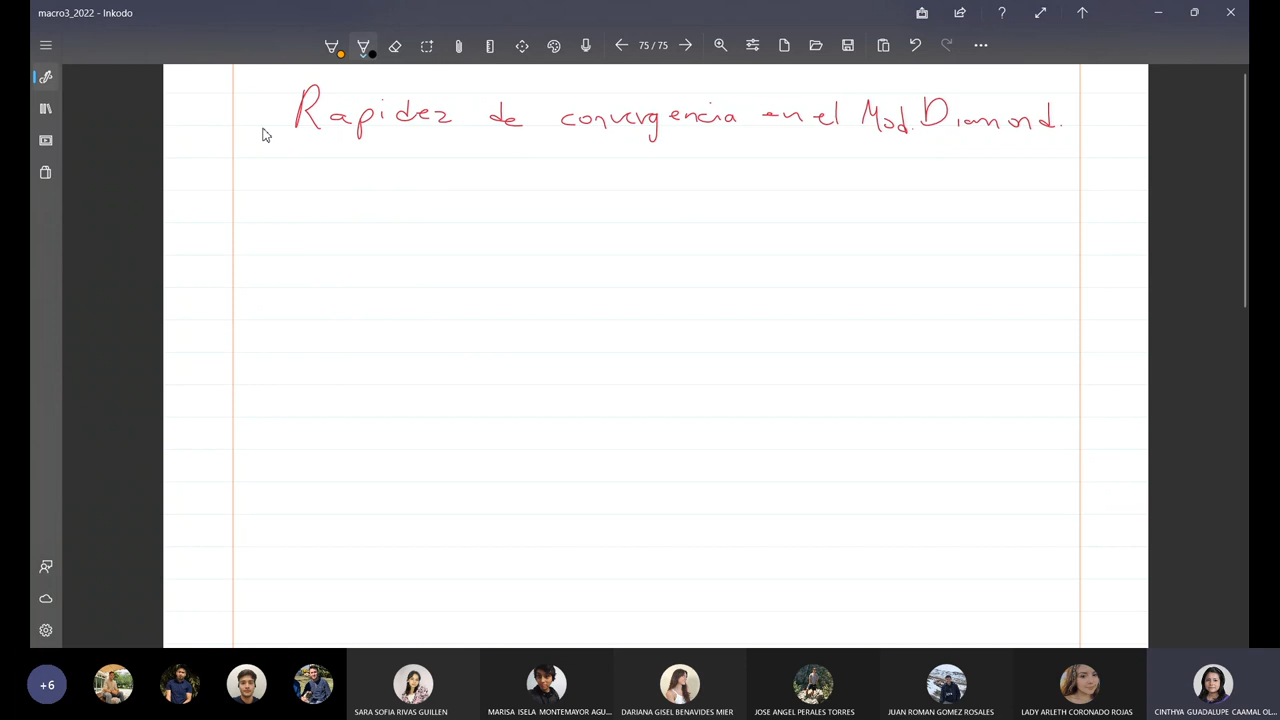 macro3_2022 - Inkodo
75 / 75
Rapidez de convergencia en el Mod. Diamond.
+6
SARA SOFIA RIVAS GUILLEN
MARISA ISELA MONTEMAYOR AGU...
DARIANA GISEL BENAVIDES MIER
JOSE ANGEL PERALES TORRES
JUAN ROMAN GOMEZ ROSALES
LADY ARLETH CORONADO ROJAS
CINTHYA GUADALUPE CAAMAL OL...